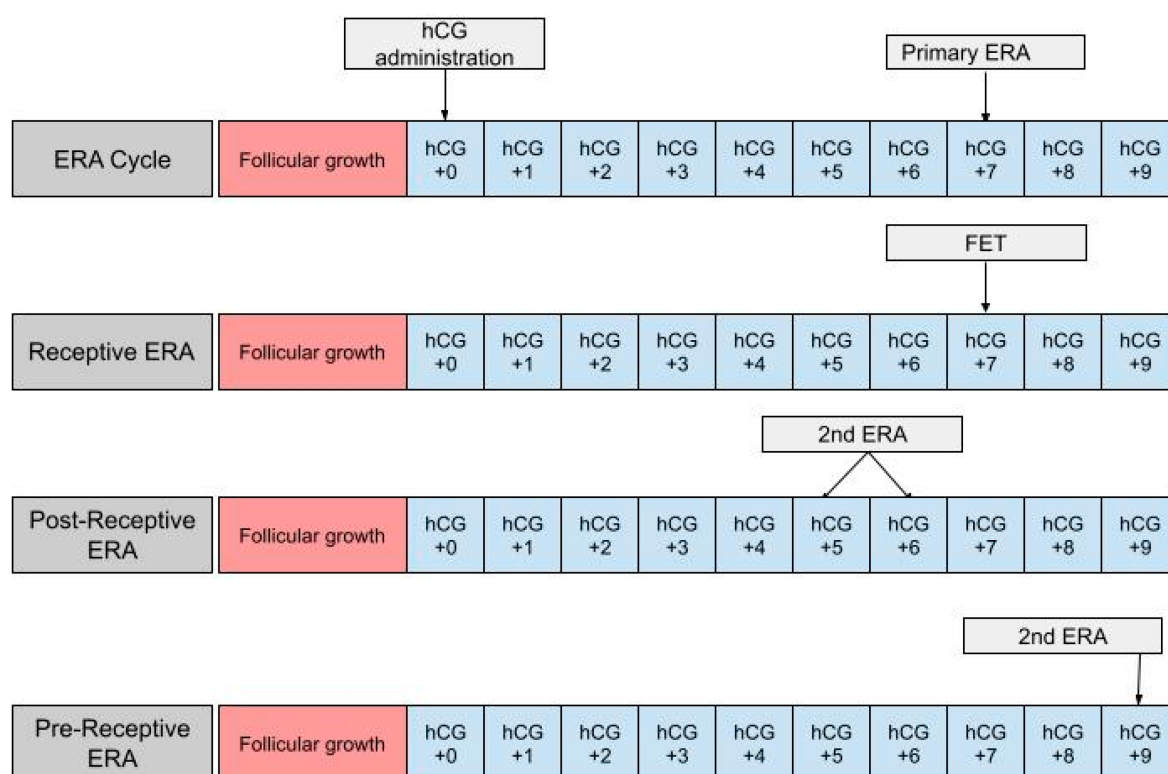 hCG
administration
Primary ERA
ERA Cycle
Follicular growth
hCG
+0
hCG
+1
hCG
+2
hCG
+3
hCG
+4
hCG
+5
hCG
+6
hCG
+7
hCG
+8
hCG
+9
FET
Receptive ERA
Follicular growth
hCG
+0
hCG
+1
hCG
+2
hCG
+3
hCG
+4
hCG
+5
hCG
+6
hCG
+7
hCG
+8
hCG
+9
2nd ERA
Post-Receptive
ERA
Follicular growth
hCG
+0
hCG
+1
hCG
+2
hCG
+3
hCG
+4
hCG
+5
hCG
+6
hCG
+7
hCG
+8
hCG
+9
2nd ERA
Pre-Receptive
ERA
Follicular growth
hCG
+0
hCG
+1
hCG
+2
hCG
+3
hCG
+4
hCG
+5
hCG
+6
hCG
+7
hCG
+8
hCG
+9